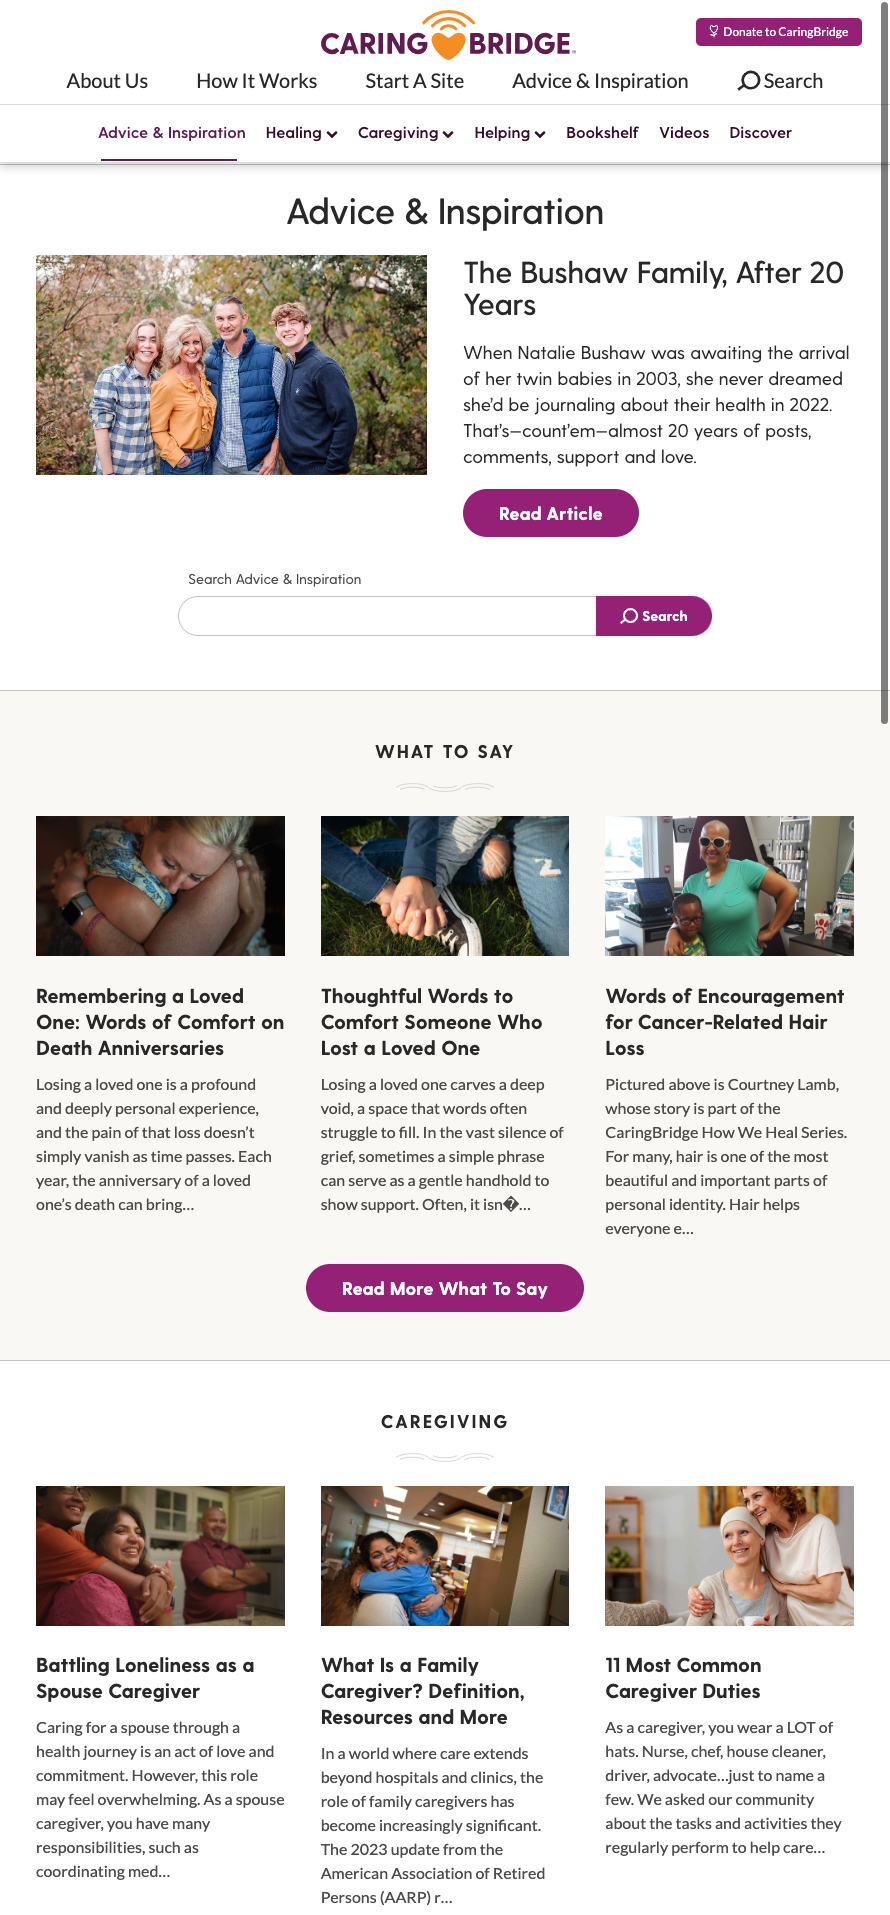 CARING BRIDGE
Donate to CaringBridge
About Us
How It Works
Start A Site
Advice & Inspiration
Search
Advice & Inspiration
Healing
Caregiving
Helping
Bookshelf
Videos
Discover
Advice & Inspiration
The Bushaw Family, After 20
Years
When Natalie Bushaw was awaiting the arrival
of her twin babies in 2003, she never dreamed
she'd be journaling about their health in 2022.
That's—count'em—almost 20 years of posts,
comments, support and love.
Read Article
Search Advice & Inspiration
Search
WHAT TO SAY
Remembering a Loved
One: Words of Comfort on
Death Anniversaries
Losing a loved one is a profound
and deeply personal experience,
and the pain of that loss doesn't
simply vanish as time passes. Each
year, the anniversary of a loved
one's death can bring...
Thoughtful Words to
Comfort Someone Who
Lost a Loved One
Losing a loved one carves a deep
void, a space that words often
struggle to fill. In the vast silence of
grief, sometimes a simple phrase
can serve as a gentle handhold to
show support. Often, it isn�...
Words of Encouragement
for Cancer-Related Hair
Loss
Pictured above is Courtney Lamb,
whose story is part of the
CaringBridge How We Heal Series.
For many, hair is one of the most
beautiful and important parts of
personal identity. Hair helps
everyone e...
Read More What To Say
CAREGIVING
Battling Loneliness as a
Spouse Caregiver
Caring for a spouse through a
health journey is an act of love and
commitment. However, this role
may feel overwhelming. As a spouse
caregiver, you have many
responsibilities, such as
coordinating med...
What Is a Family
Caregiver? Definition,
Resources and More
In a world where care extends
beyond hospitals and clinics, the
role of family caregivers has
become increasingly significant.
The 2023 update from the
American Association of Retired
Persons (AARP) r...
11 Most Common
Caregiver Duties
As a caregiver, you wear a LOT of
hats. Nurse, chef, house cleaner,
driver, advocate...just to name a
few. We asked our community
about the tasks and activities they
regularly perform to help care...